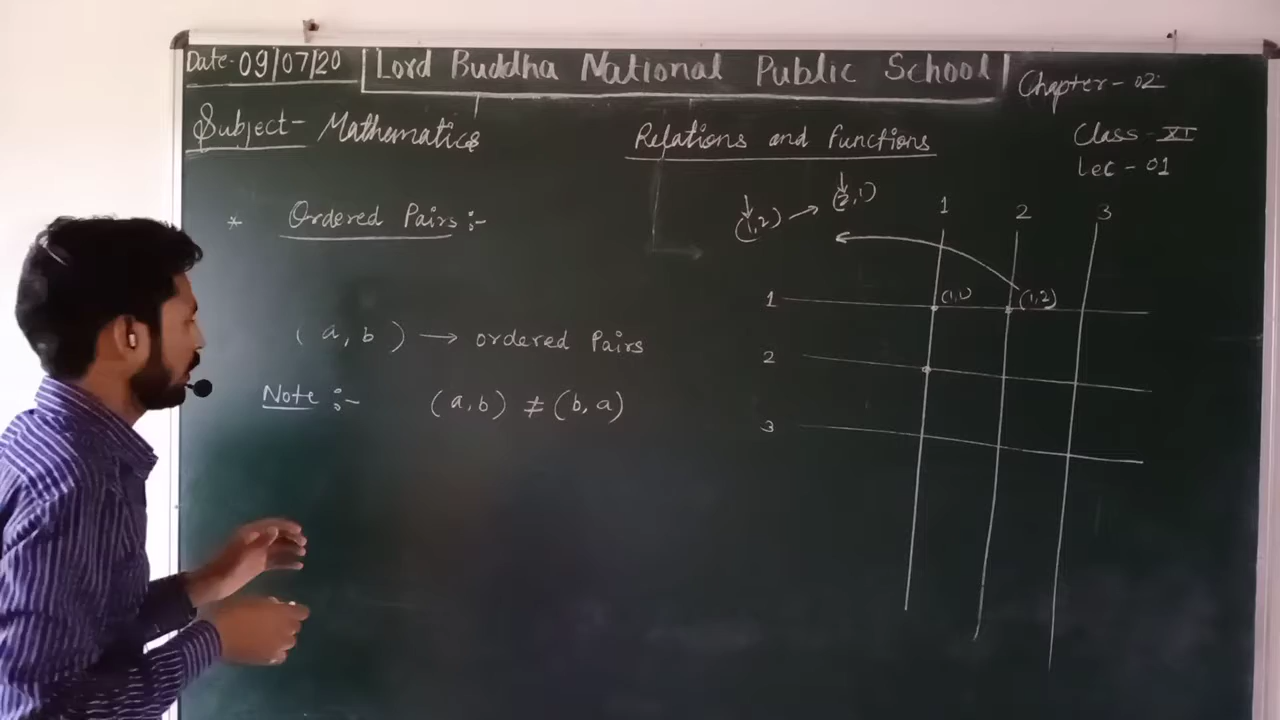 Date-09/07/20 Lord Buddha National Public School Chapter-02
Subject- Mathematics Relations and Functions Class-XI
Lec-01
* Ordered Pairs:-
(1,2) → (2,1)
1 2 3
1 (1,1) (1,2)
(a,b) → ordered Pairs
2
Note:- (a,b) ≠ (b,a)
3